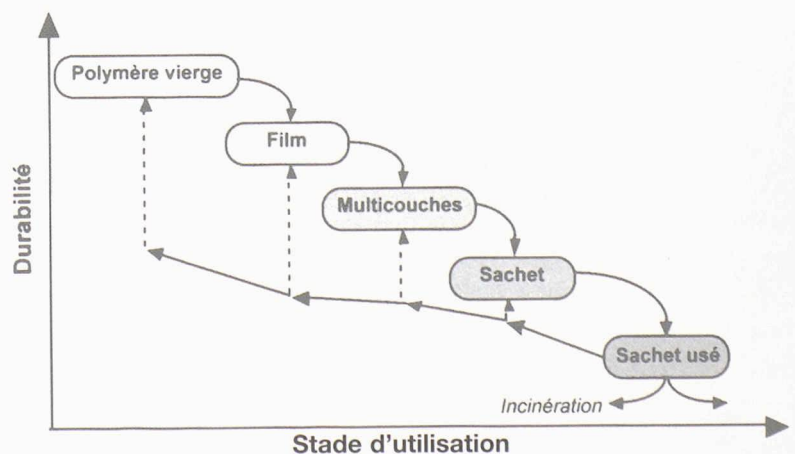 Durabilité
Polymère vierge
Film
Multicouches
Sachet
Sachet usé
Incinération
Stade d'utilisation